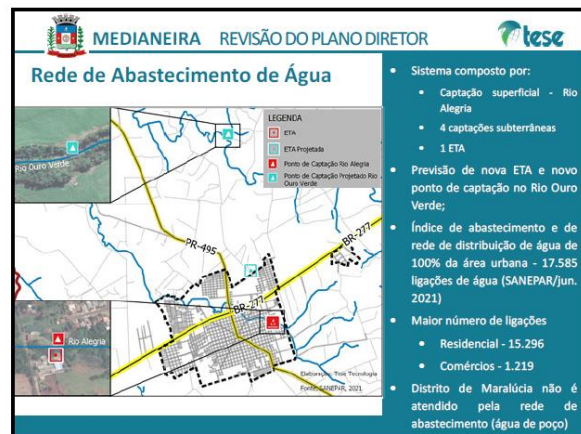 MEDIANEIRA REVISÃO DO PLANO DIRETOR
tese
Rede de Abastecimento de Água
LEGENDA
ETA
ETA Projetada
Ponto de Captação Rio Alegria
Ponto de Captação Projetado Rio
Ouro Verde
Rio Ouro Verde
PR-495
BR-277
BR-277
Rio Alegria
Elaboração: Tese Tecnologia
Fonte: SANEPAR, 2021
• Sistema composto por:
• Captação superficial - Rio
Alegria
• 4 captações subterrâneas
• 1 ETA
• Previsão de nova ETA e novo
ponto de captação no Rio Ouro
Verde;
• Índice de abastecimento e de
rede de distribuição de água de
100% da área urbana - 17.585
ligações de água (SANEPAR/jun.
2021)
• Maior número de ligações
• Residencial - 15.296
• Comércios - 1.219
• Distrito de Maralúcia não é
atendido pela rede de
abastecimento (água de poço)